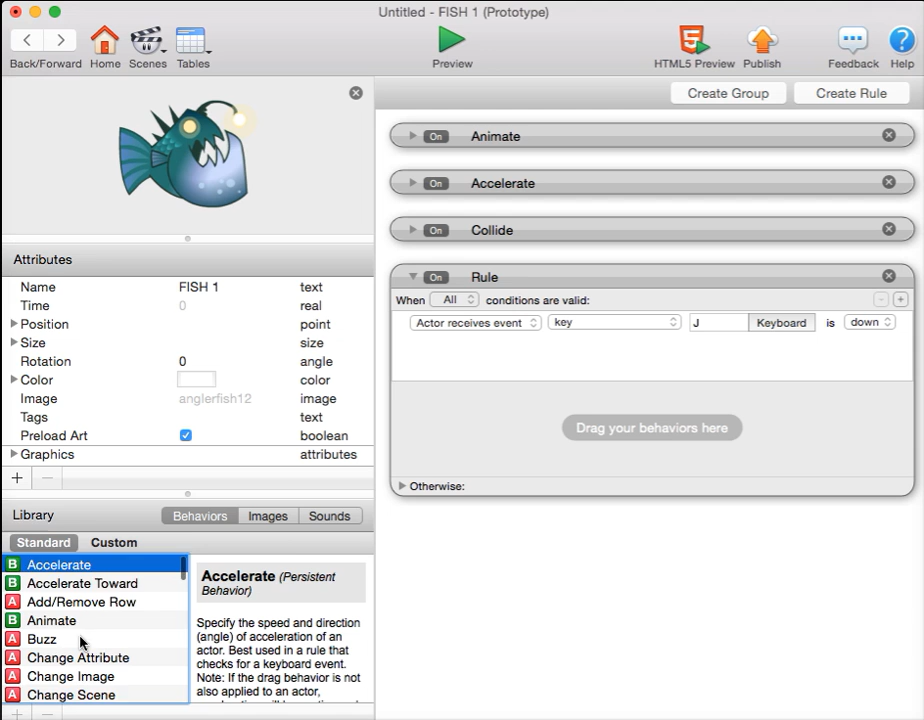 Untitled - FISH 1 (Prototype)
Back/Forward Home Scenes Tables Preview HTML5 Preview Publish Feedback Help
5
?
Create Group Create Rule
On Animate
On Accelerate
On Collide
On Rule
When All conditions are valid: - +
Actor receives event key J Keyboard is down
Drag your behaviors here
Otherwise:
Attributes
Name FISH 1 text
Time 0 real
Position point
Size size
Rotation 0 angle
Color color
Image anglerfish12 image
Tags text
Preload Art boolean
Graphics attributes
+ -
Library Behaviors Images Sounds
Standard Custom
B Accelerate
B Accelerate Toward
A Add/Remove Row
B Animate
A Buzz
A Change Attribute
A Change Image
A Change Scene
Accelerate (Persistent
Behavior)
Specify the speed and direction
(angle) of acceleration of an
actor. Best used in a rule that
checks for a keyboard event.
Note: If the drag behavior is not
also applied to an actor,